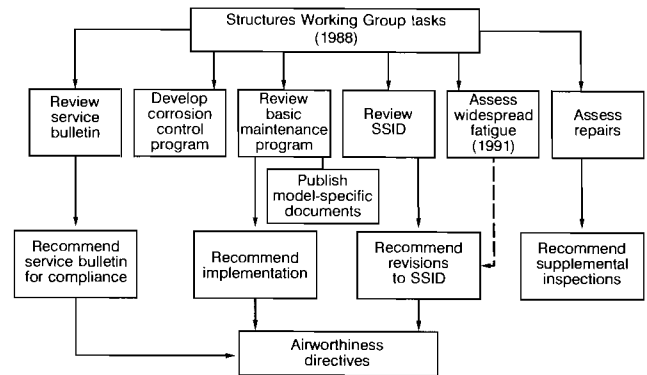 Structures Working Group tasks
(1988)
Review
service
bulletin
Develop
corrosion
control
program
Review
basic
maintenance
program
Review
SSID
Assess
widespread
fatigue
(1991)
Assess
repairs
Publish
model-specific
documents
Recommend
service bulletin
for compliance
Recommend
implementation
Recommend
revisions
to SSID
Recommend
supplemental
inspections
Airworthiness
directives